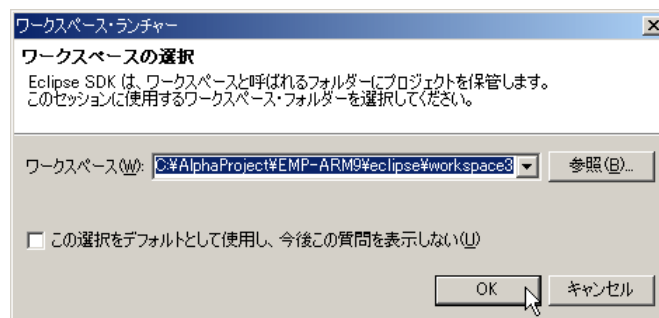 ワークスペース・ランチャー
ワークスペースの選択
Eclipse SDK は、ワークスペースと呼ばれるフォルダーにプロジェクトを保管します。
このセッションに使用するワークスペース・フォルダーを選択してください。
ワークスペース(W): C:¥AlphaProject¥EMP-ARM9¥eclipse¥workspace3 参照(B)...
この選択をデフォルトとして使用し、今後この質問を表示しない(U)
OK キャンセル